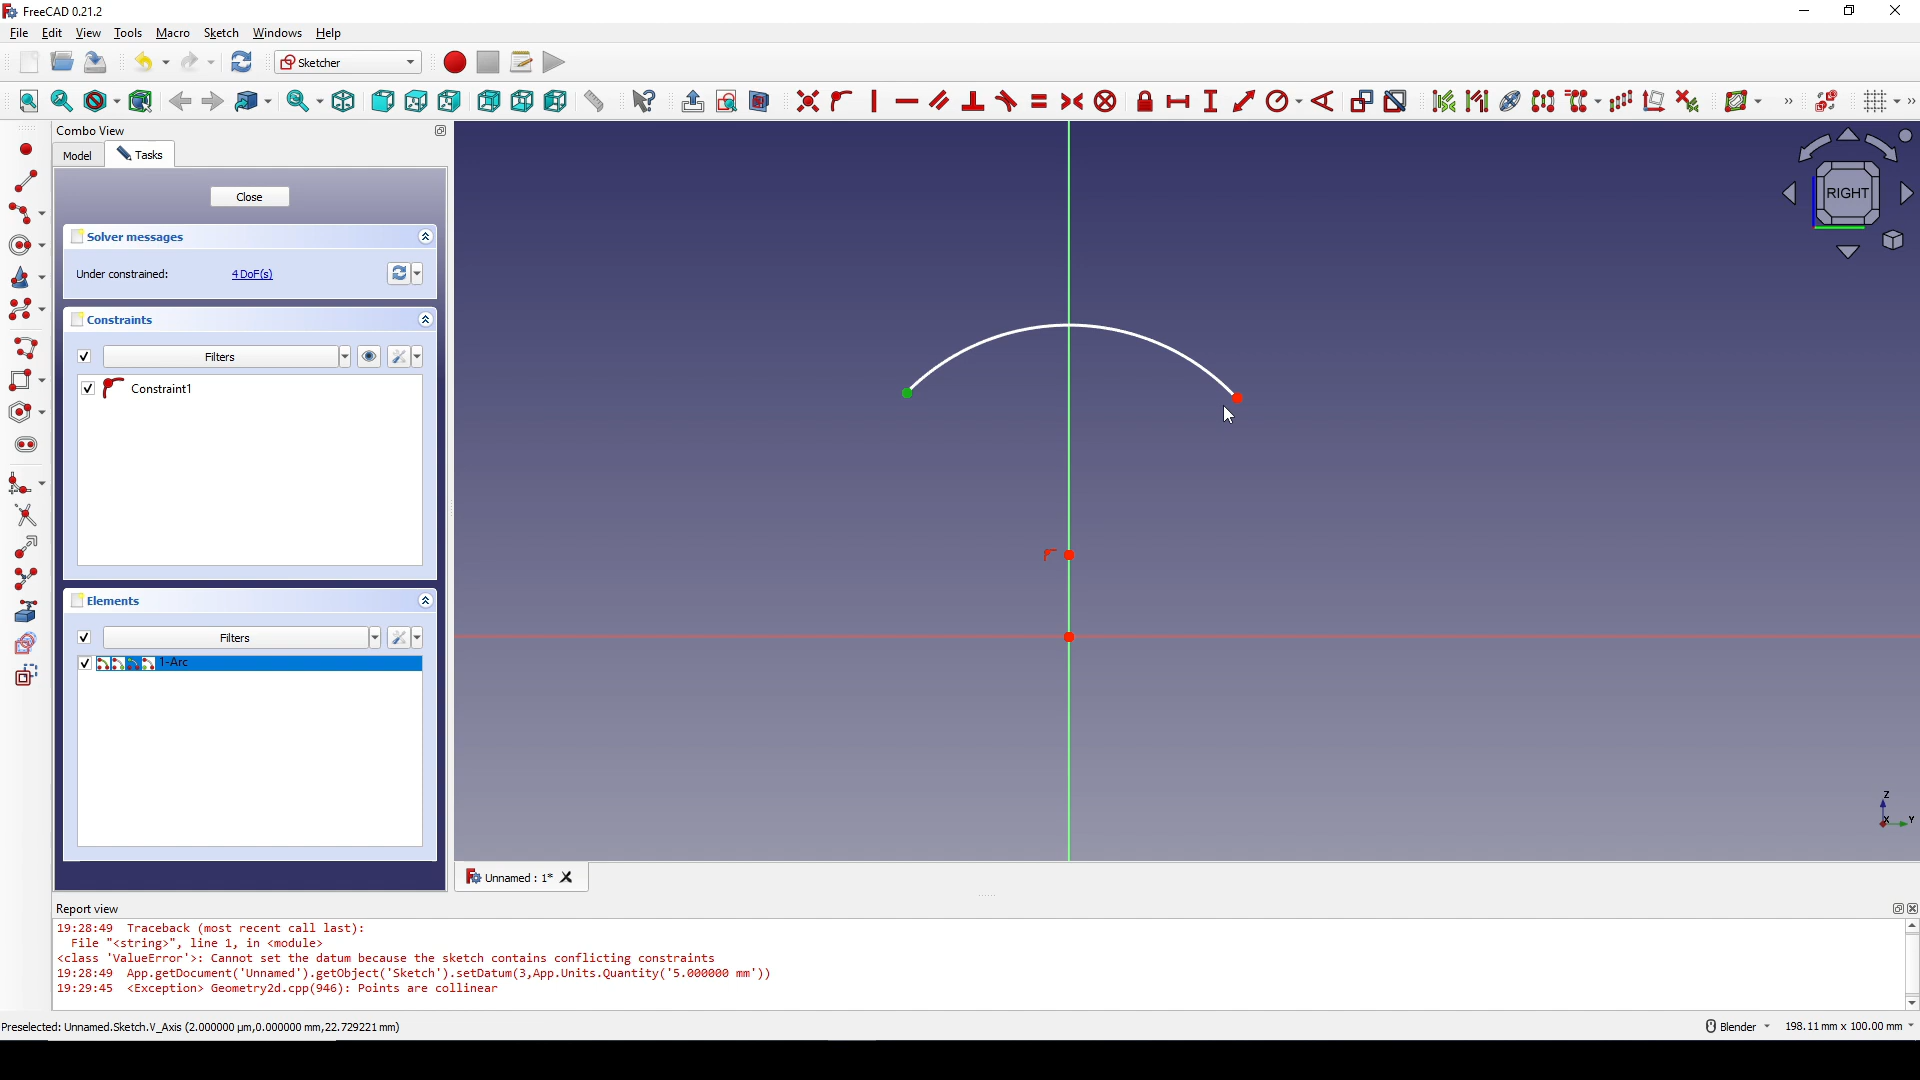 FreeCAD 0.21.2
File Edit View Tools Macro Sketch Windows Help
Sketcher
Combo View
Model Tasks
RIGHT
Close
Solver messages
Under constrained: 4 DoF(s)
Constraints
Filters
Constraint1
Elements
Filters
1-Arc
Z
X Y
Unnamed : 1*
Report view
19:28:49 Traceback (most recent call last):
File "<string>", line 1, in <module>
<class 'ValueError'>: Cannot set the datum because the sketch contains conflicting constraints
19:28:49 App.getDocument('Unnamed').getObject('Sketch').setDatum(3,App.Units.Quantity('5.000000 mm'))
19:29:45 <Exception> Geometry2d.cpp(946): Points are collinear
Preselected: Unnamed.Sketch.V_Axis (2.000000 µm,0.000000 mm,22.729221 mm) Blender 198.11 mm x 100.00 mm